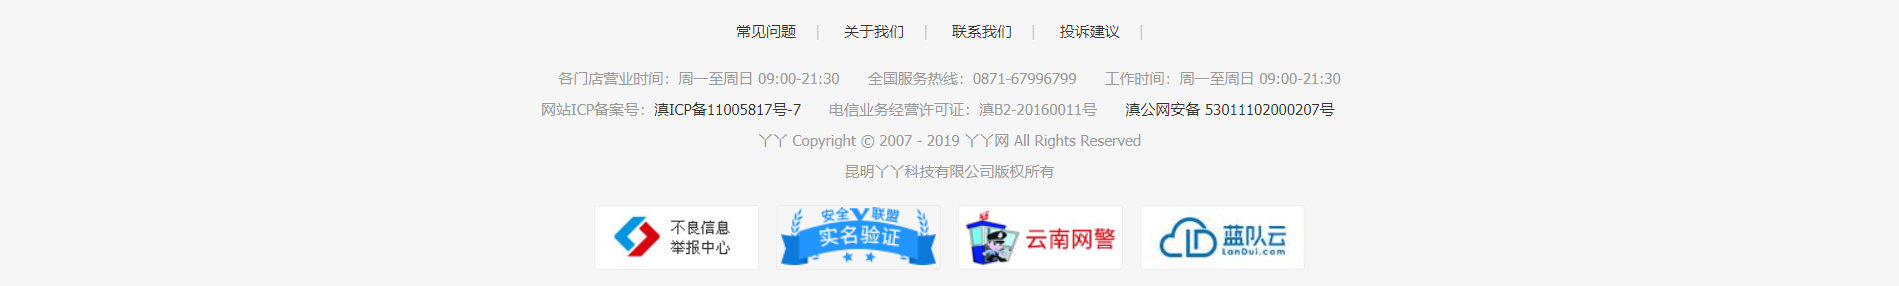 常见问题 | 关于我们 | 联系我们 | 投诉建议 |
各门店营业时间：周一至周日 09:00-21:30 全国服务热线：0871-67996799 工作时间：周一至周日 09:00-21:30
网站ICP备案号：滇ICP备11005817号-7 电信业务经营许可证：滇B2-20160011号 滇公网安备 53011102000207号
丫丫 Copyright © 2007 - 2019 丫丫网 All Rights Reserved
昆明丫丫科技有限公司版权所有
不良信息
举报中心
安全联盟
实名验证
云南网警
蓝队云
LanDui.com